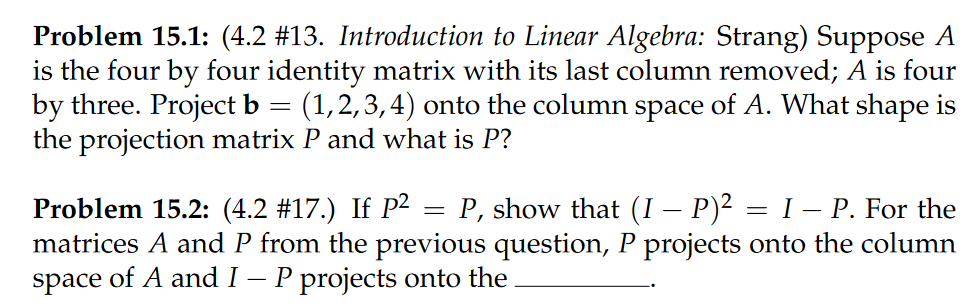 Problem 15.1: (4.2 #13. Introduction to Linear Algebra: Strang) Suppose A
is the four by four identity matrix with its last column removed; A is four
by three. Project b = (1, 2, 3, 4) onto the column space of A. What shape is
the projection matrix P and what is P?
Problem 15.2: (4.2 #17.) If P² = P, show that (I − P)² = I − P. For the
matrices A and P from the previous question, P projects onto the column
space of A and I − P projects onto the ________.